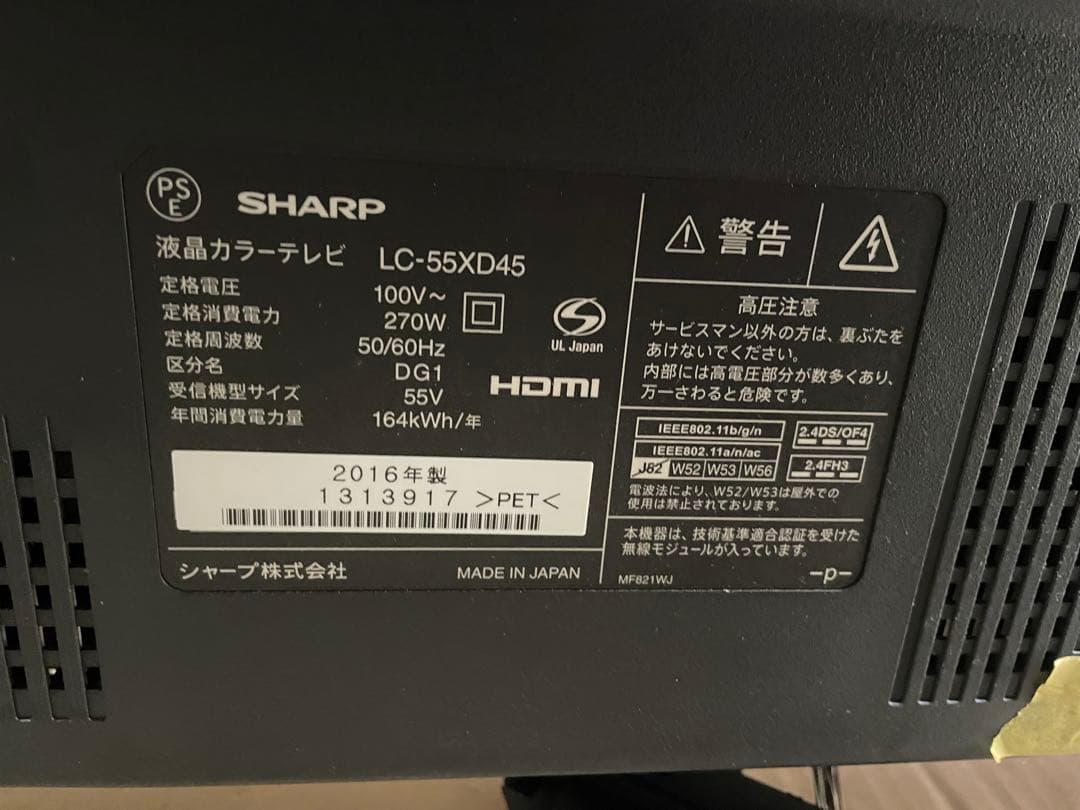 PSE
SHARP
液晶カラーテレビ LC-55XD45
定格電圧 100V～
定格消費電力 270W
定格周波数 50/60Hz
区分名 DG1
受信機型サイズ 55V
年間消費電力量 164kWh/年
UL Japan
HDMI
2016年製
1313917 >PET<
シャープ株式会社 MADE IN JAPAN
警告
高圧注意
サービスマン以外の方は、裏ぶたを
あけないでください。
内部には高電圧部分が数多くあり、
万一さわると危険です。
IEEE802.11b/g/n
2.4DS/OF4
IEEE802.11a/n/ac
J52 W52 W53 W56
2.4FH3
電波法により、W52/W53は屋外での
使用は禁止されております。
本機器は、技術基準適合認証を受けた
無線モジュールが入っています。
MF821WJ
-p-